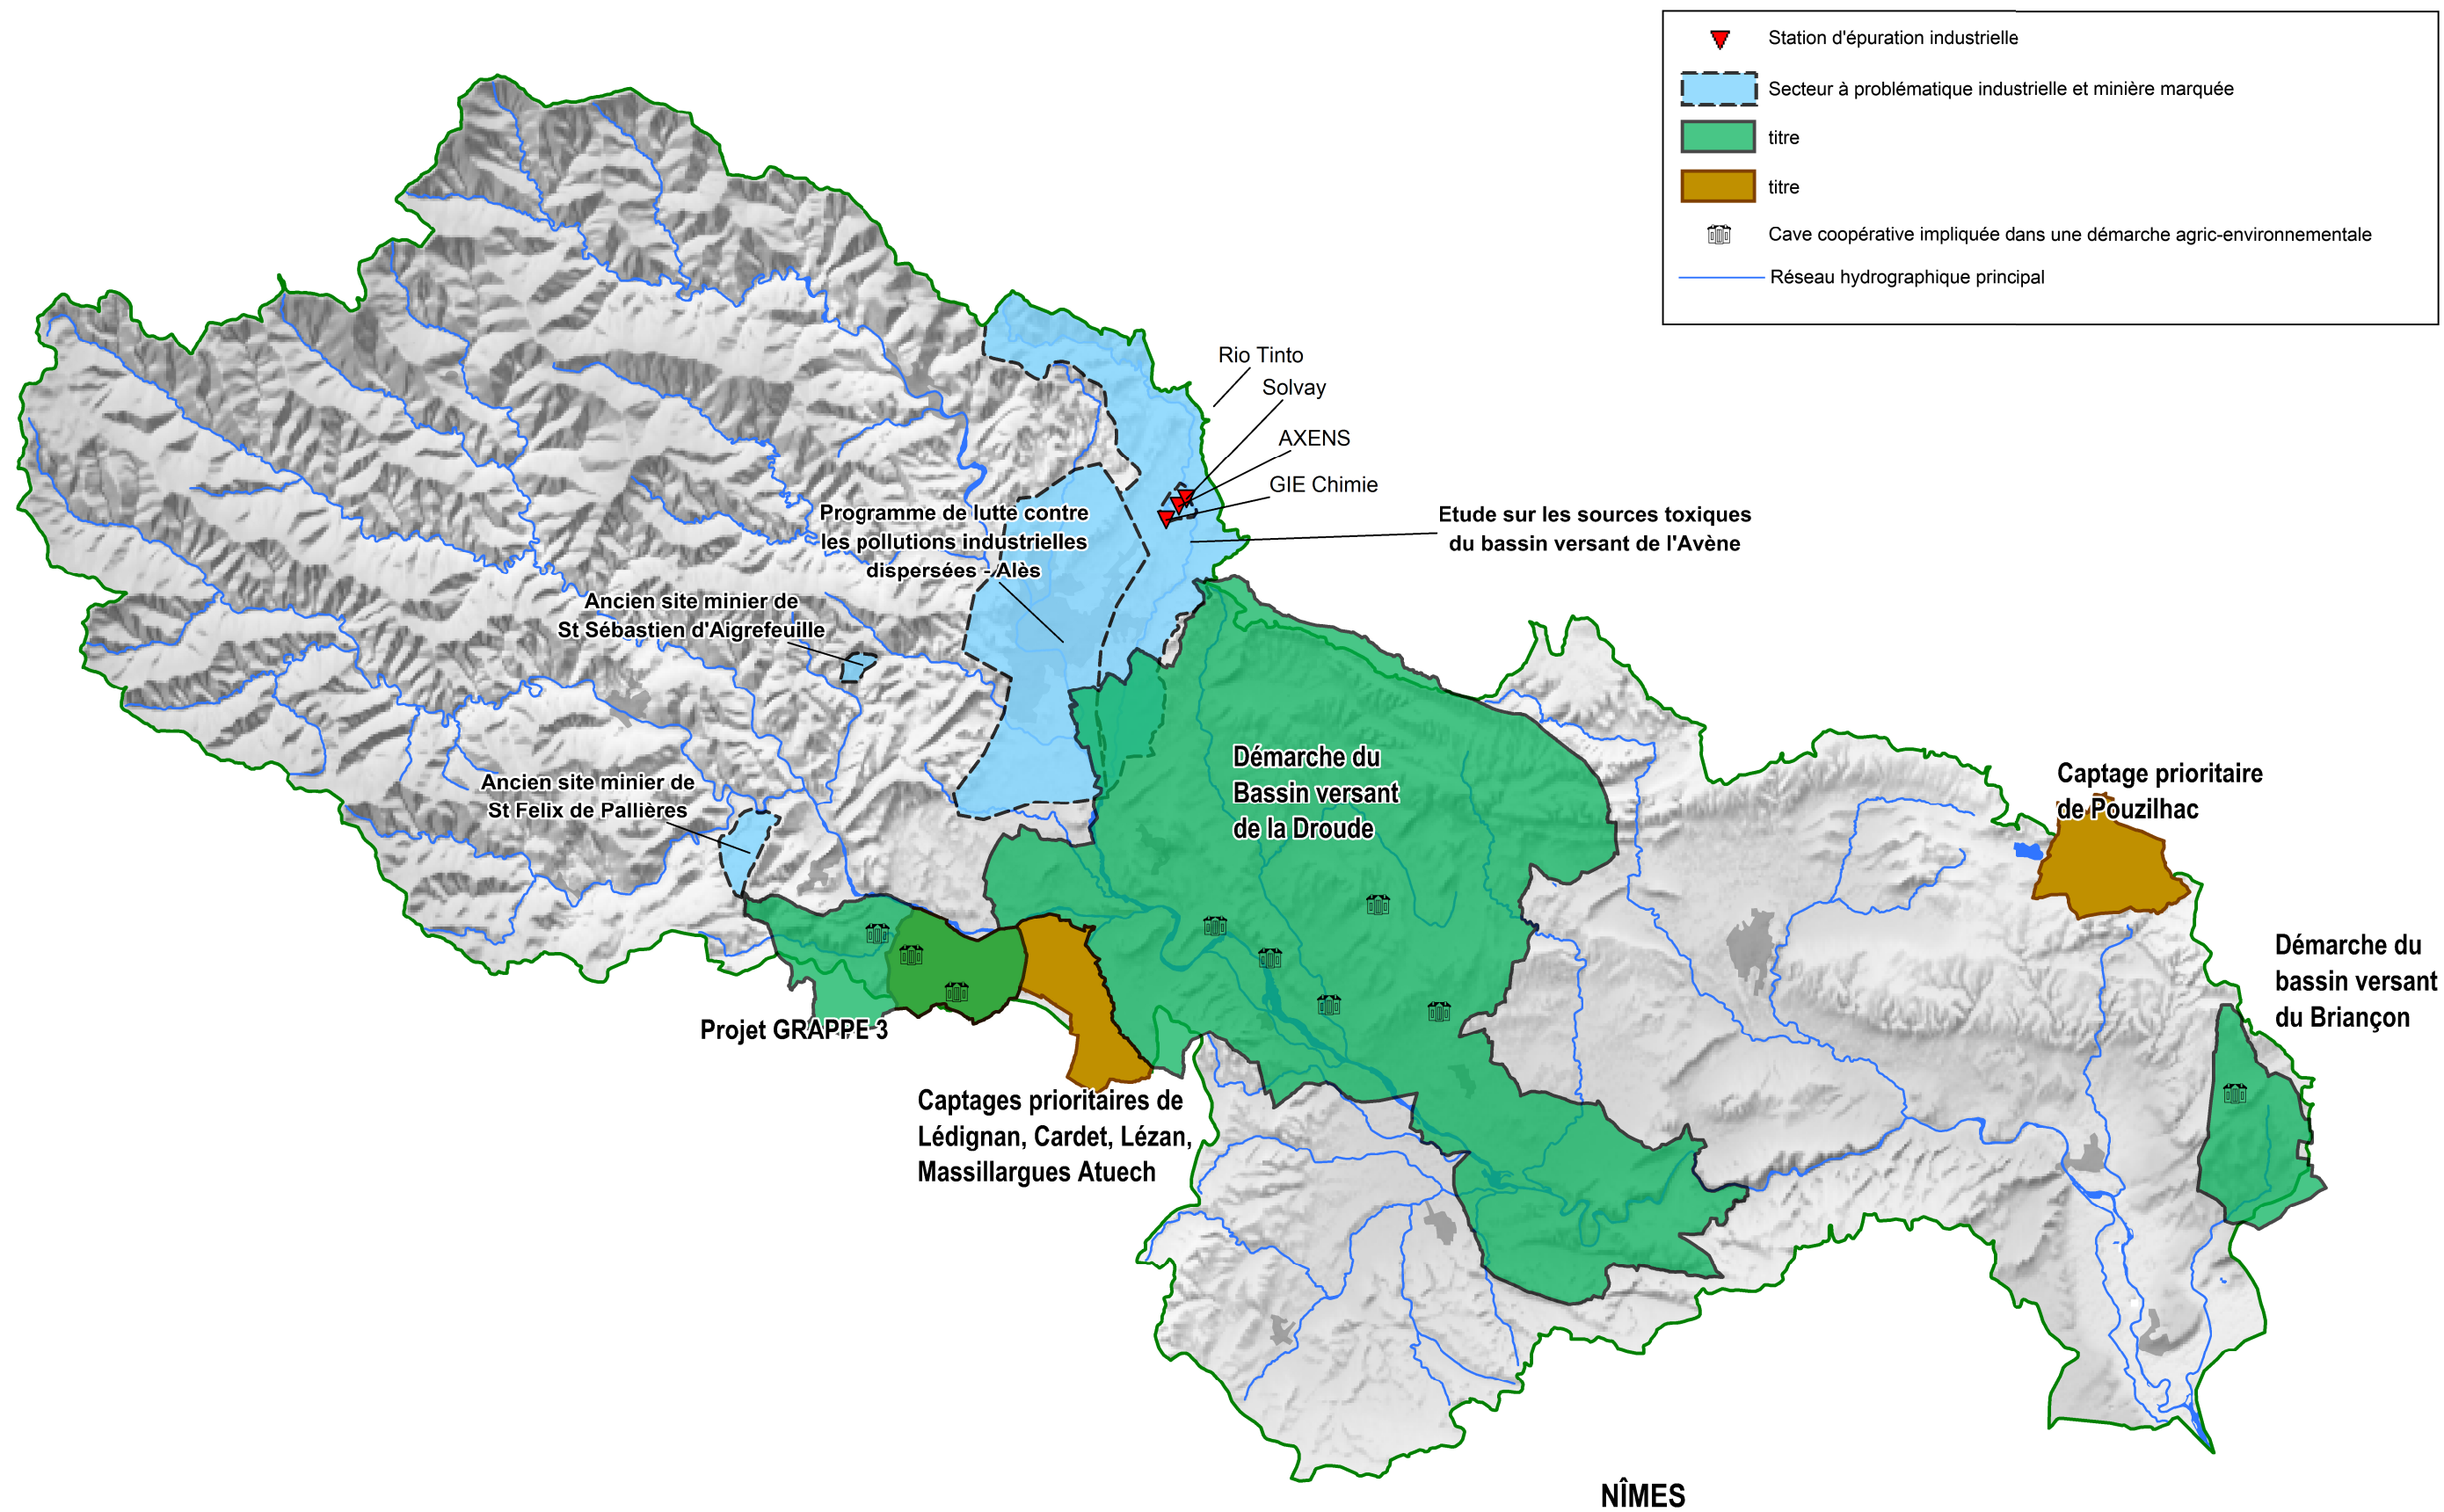 Station d'épuration industrielle
Secteur à problématique industrielle et minière marquée
titre
titre
Cave coopérative impliquée dans une démarche agric-environnementale
Réseau hydrographique principal
Rio Tinto
Solvay
AXENS
GIE Chimie
Programme de lutte contre
les pollutions industrielles
dispersées - Alès
Etude sur les sources toxiques
du bassin versant de l'Avène
Ancien site minier de
St Sébastien d'Aigrefeuille
Ancien site minier de
St Felix de Pallières
Démarche du
Bassin versant
de la Droude
Captage prioritaire
de Pouzilhac
Démarche du
bassin versant
du Briançon
Projet GRAPPE 3
Captages prioritaires de
Lédignan, Cardet, Lézan,
Massillargues Atuech
NÎMES